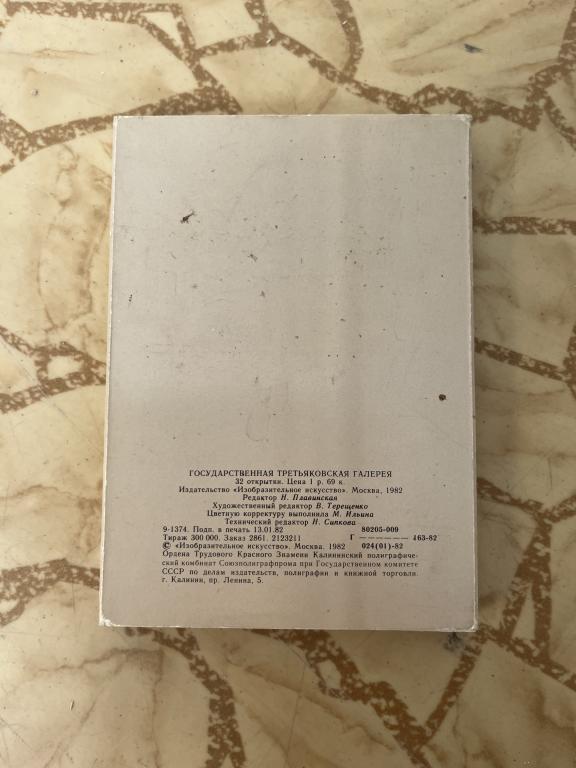 ГОСУДАРСТВЕННАЯ ТРЕТЬЯКОВСКАЯ ГАЛЕРЕЯ
32 открытки. Цена 1 р. 69 к.
Издательство «Изобразительное искусство». Москва, 1982
Редактор Н. Плавинская
Художественный редактор В. Терещенко
Цветную корректуру выполнила М. Ильина
Технический редактор Н. Сипкова
9-1374. Подп. в печать 13.01.82 80205-009
Тираж 300 000. Заказ 2861. 2123211 Г —————— 163-82
© «Изобразительное искусство». Москва. 1982 024(01)-82
Ордена Трудового Красного Знамени Калининский полиграфиче-
ский комбинат Союзполиграфпрома при Государственном комитете
СССР по делам издательств, полиграфии и книжной торговли.
г. Калинин, пр. Ленина, 5.